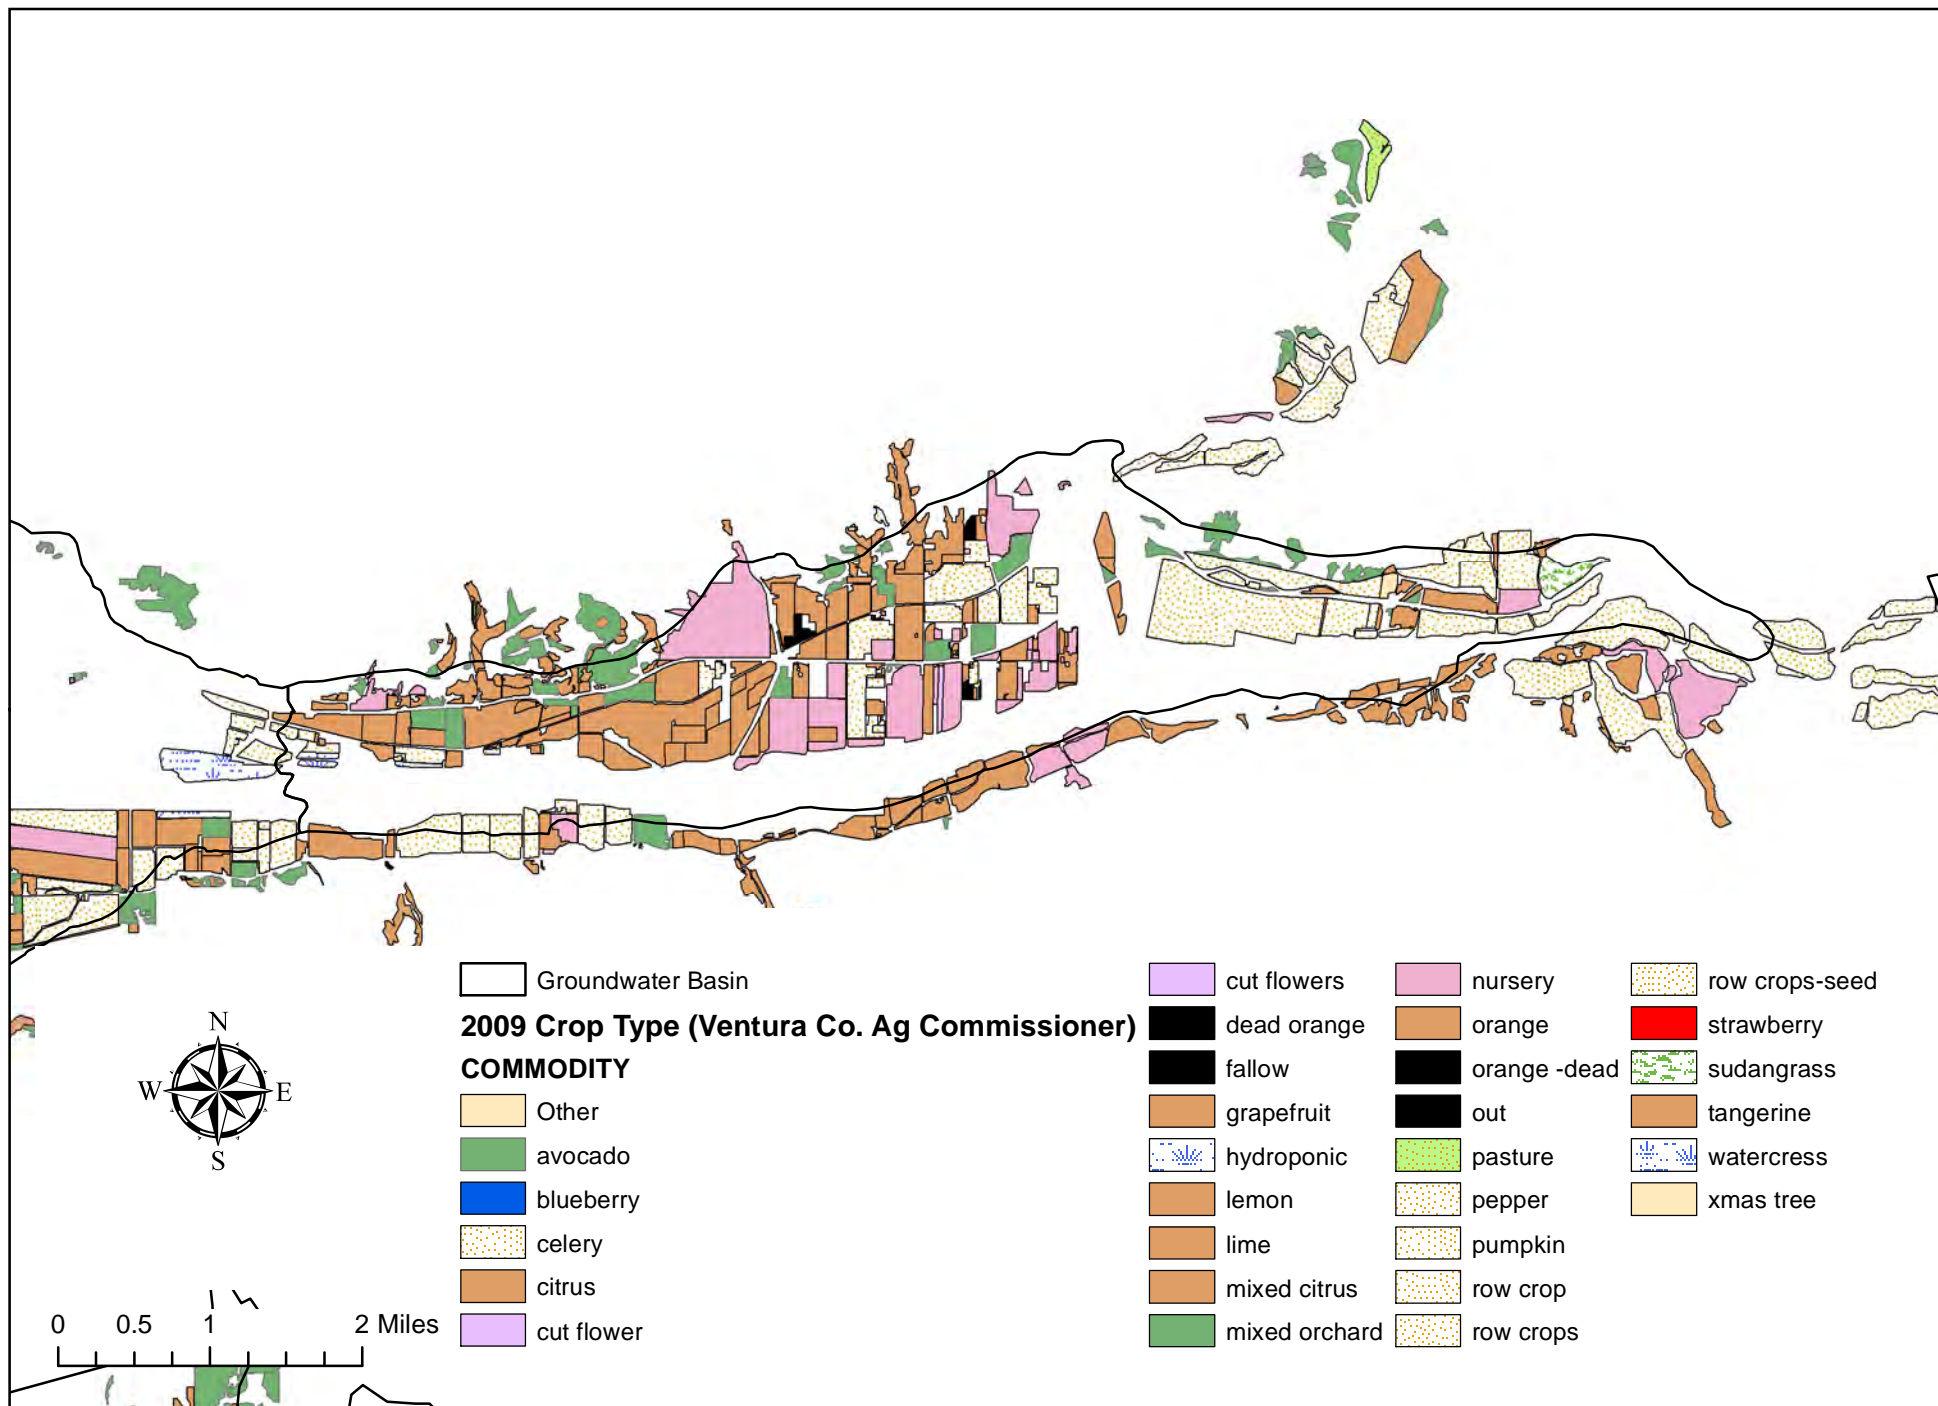 N
W E
S
0 0.5 1 2 Miles
Groundwater Basin
2009 Crop Type (Ventura Co. Ag Commissioner)
COMMODITY
Other
avocado
blueberry
celery
citrus
cut flower
cut flowers
dead orange
fallow
grapefruit
hydroponic
lemon
lime
mixed citrus
mixed orchard
nursery
orange
orange -dead
out
pasture
pepper
pumpkin
row crop
row crops
row crops-seed
strawberry
sudangrass
tangerine
watercress
xmas tree